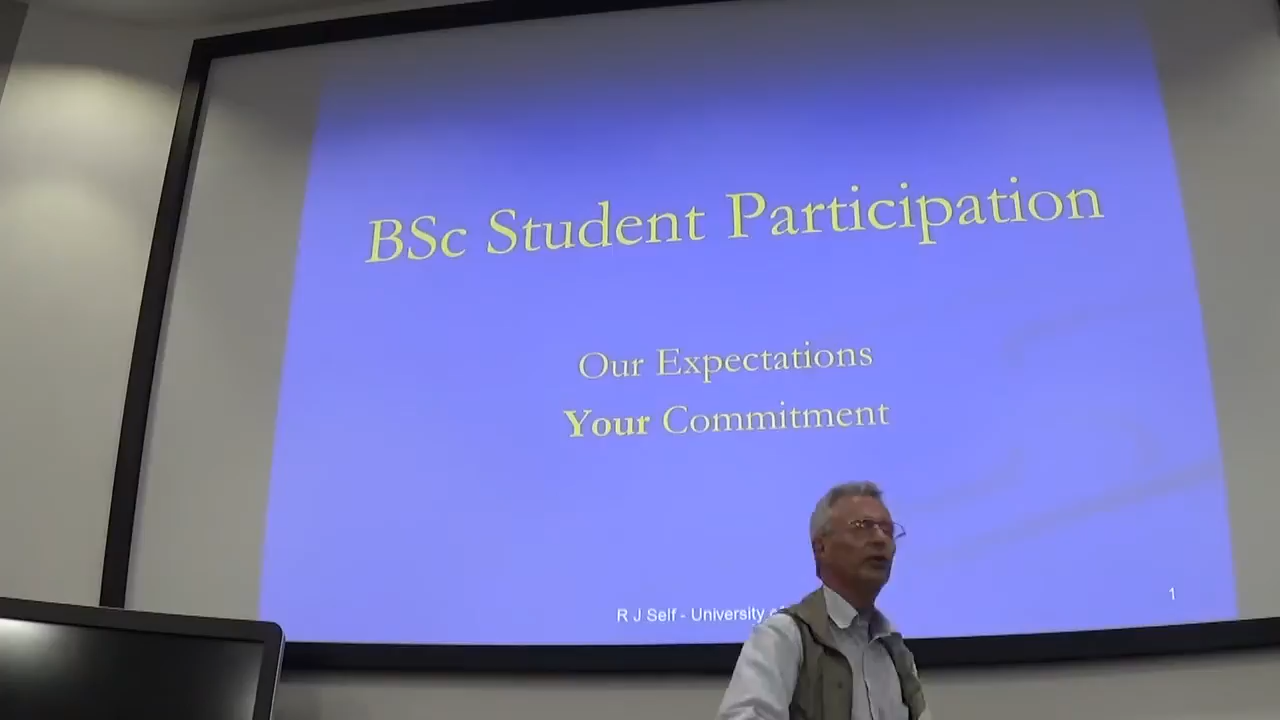 BSc Student Participation
Our Expectations
Your Commitment
R J Self - University
1